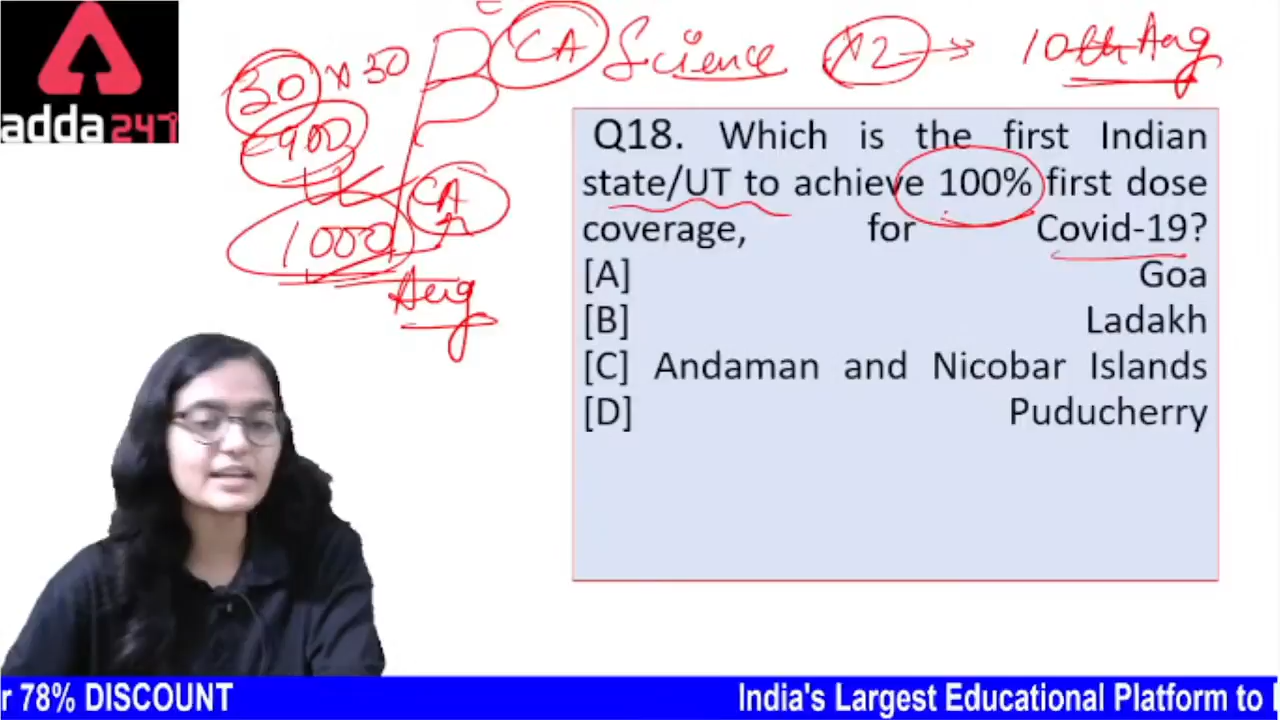 adda247
30 x 30
= 900
1000
CA
Aug
CA Science x2 → 10th Aug
Q18. Which is the first Indian
state/UT to achieve 100% first dose
coverage, for Covid-19?
[A] Goa
[B] Ladakh
[C] Andaman and Nicobar Islands
[D] Puducherry
r 78% DISCOUNT
India's Largest Educational Platform to